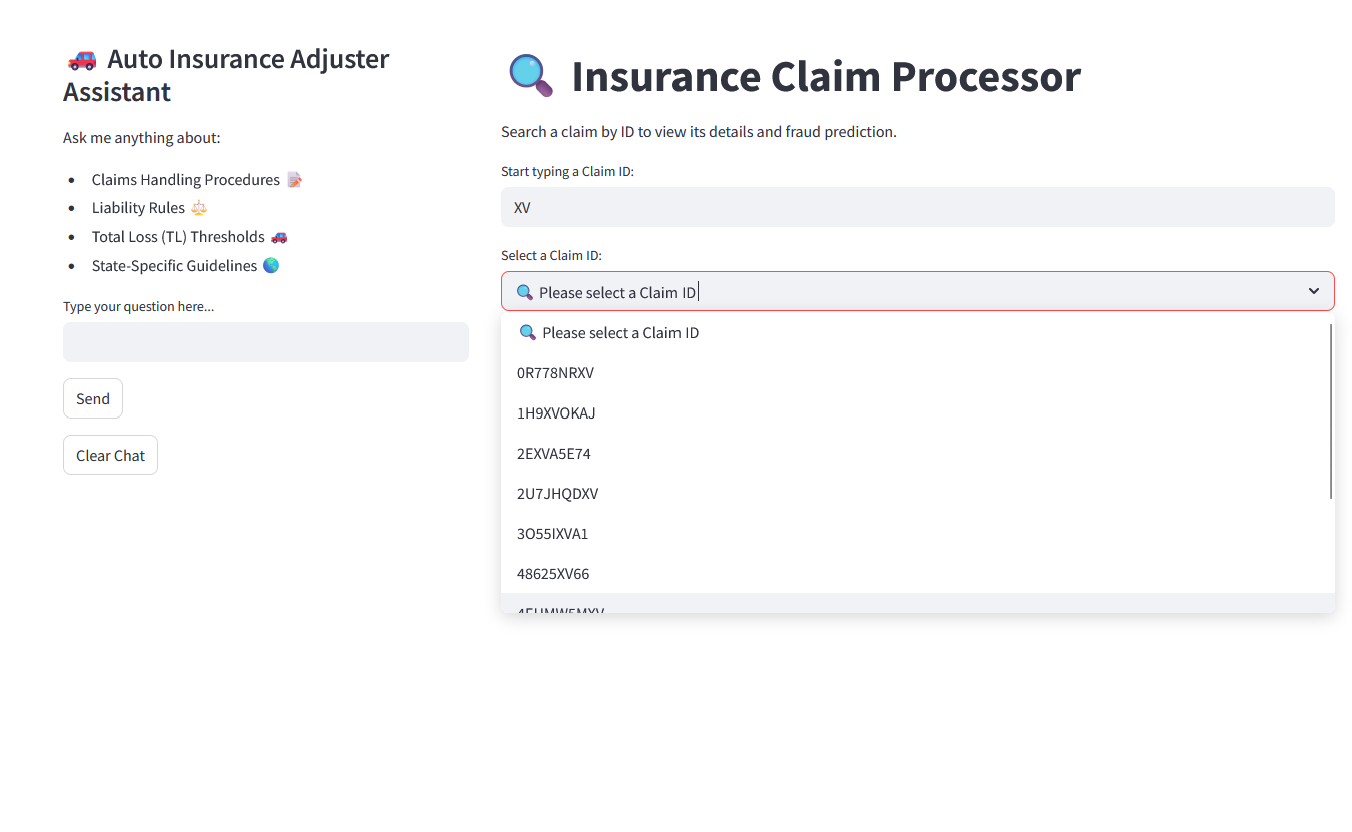 🚗 Auto Insurance Adjuster
Assistant
Ask me anything about:
• Claims Handling Procedures 📝
• Liability Rules ⚖️
• Total Loss (TL) Thresholds 🚗
• State-Specific Guidelines 🌎
Type your question here...
Send
Clear Chat
🔍 Insurance Claim Processor
Search a claim by ID to view its details and fraud prediction.
Start typing a Claim ID:
XV
Select a Claim ID:
🔍 Please select a Claim ID
🔍 Please select a Claim ID
0R778NRXV
1H9XVOKAJ
2EXVA5E74
2U7JHQDXV
3O55IXVA1
48625XV66